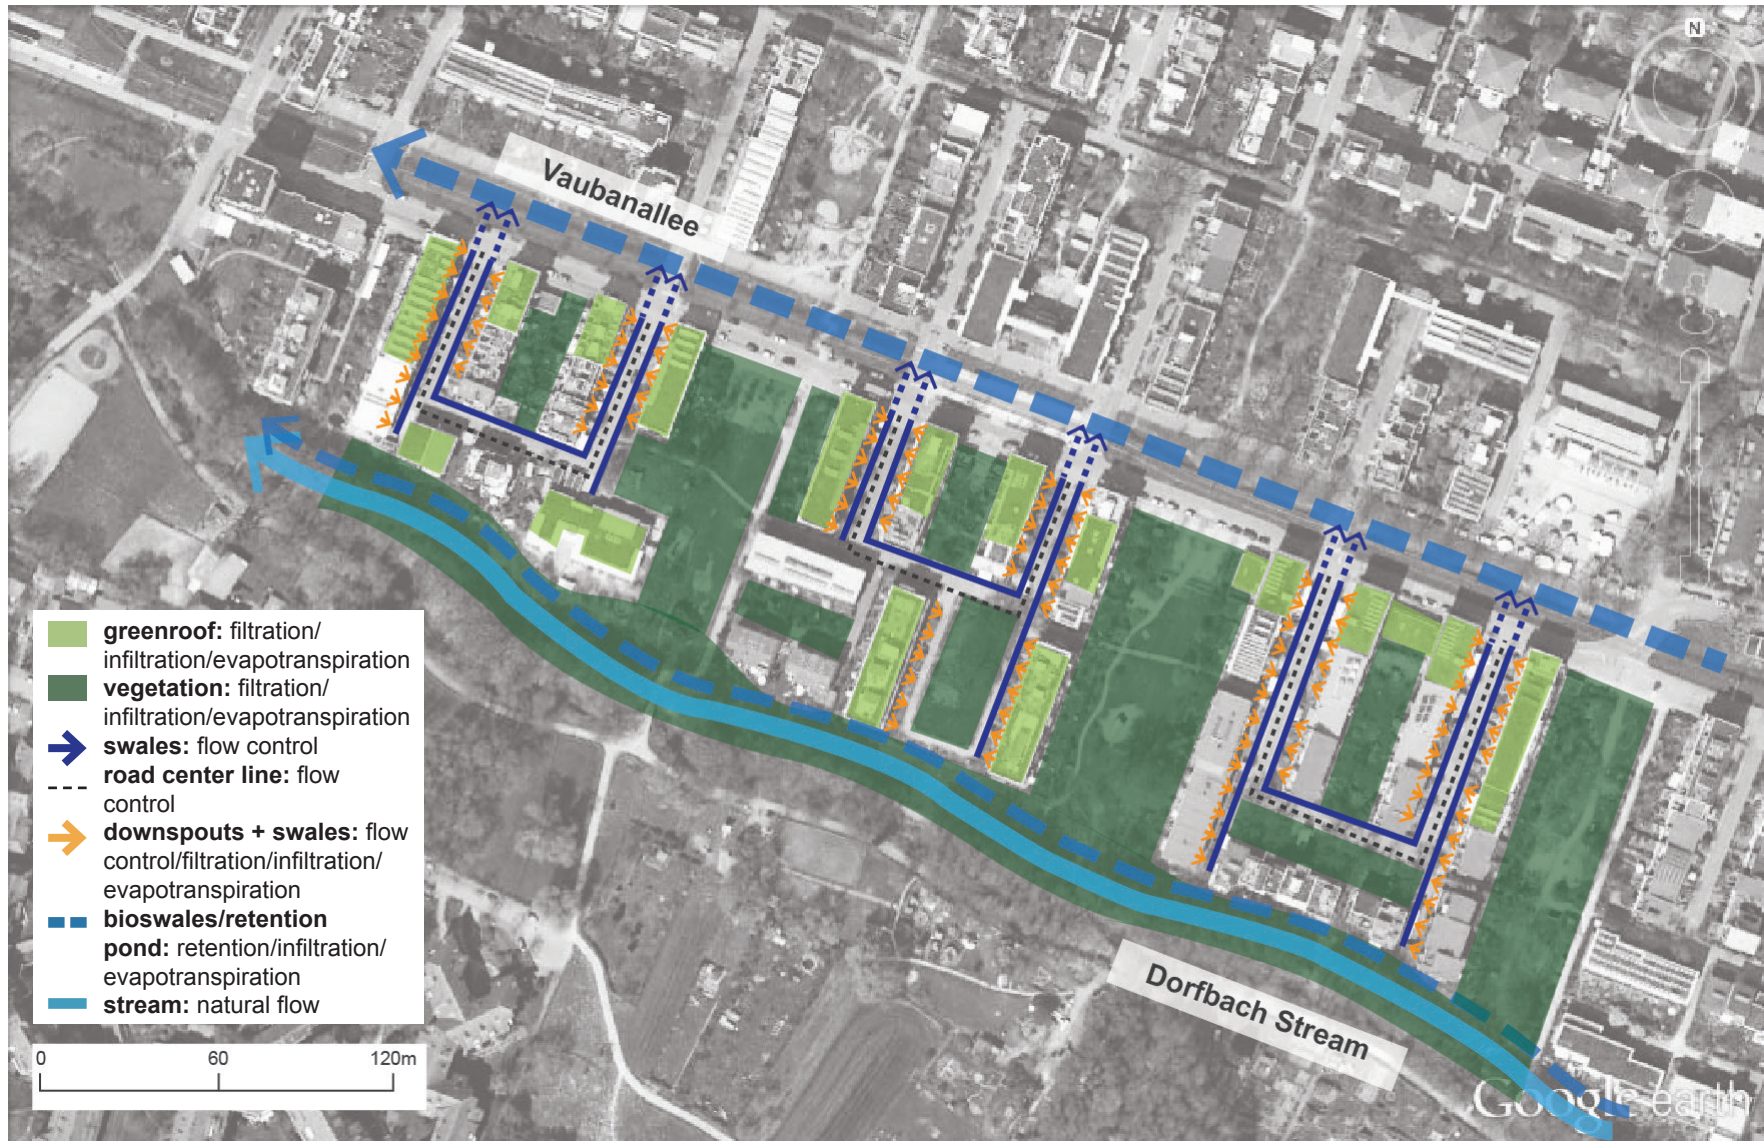 N
Vaubanallee
greenroof: filtration/
infiltration/evapotranspiration
vegetation: filtration/
infiltration/evapotranspiration
swales: flow control
road center line: flow
control
downspouts + swales: flow
control/filtration/infiltration/
evapotranspiration
bioswales/retention
pond: retention/infiltration/
evapotranspiration
stream: natural flow
0 60 120m
Dorfbach Stream
Google earth